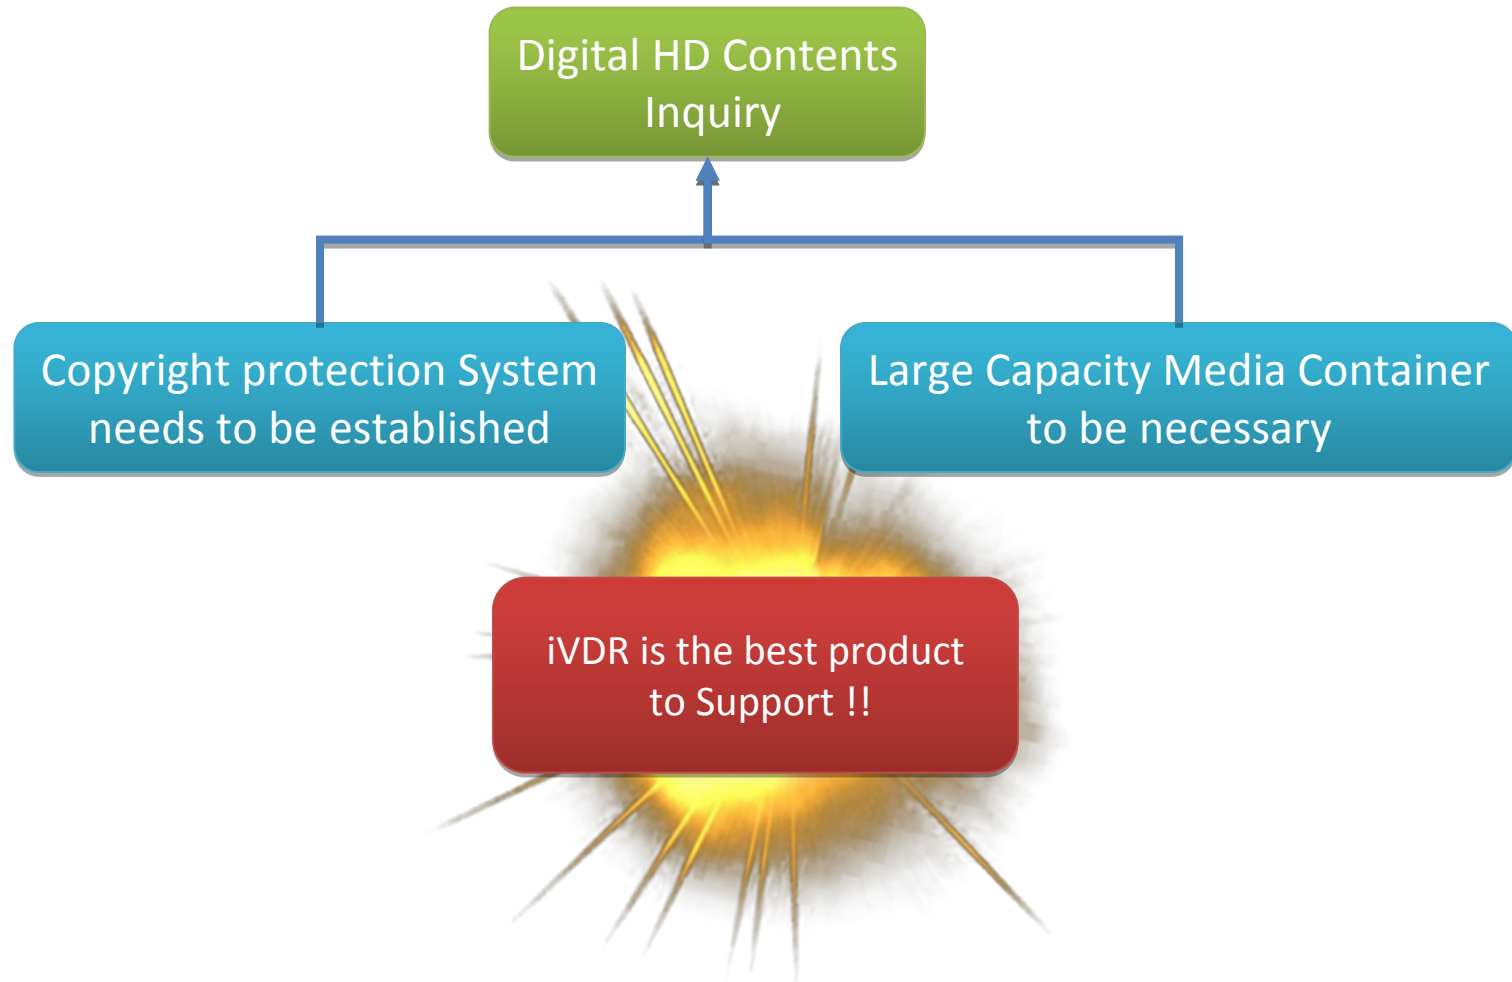 Digital HD Contents
Inquiry
Copyright protection System
needs to be established
Large Capacity Media Container
to be necessary
iVDR is the best product
to Support !!